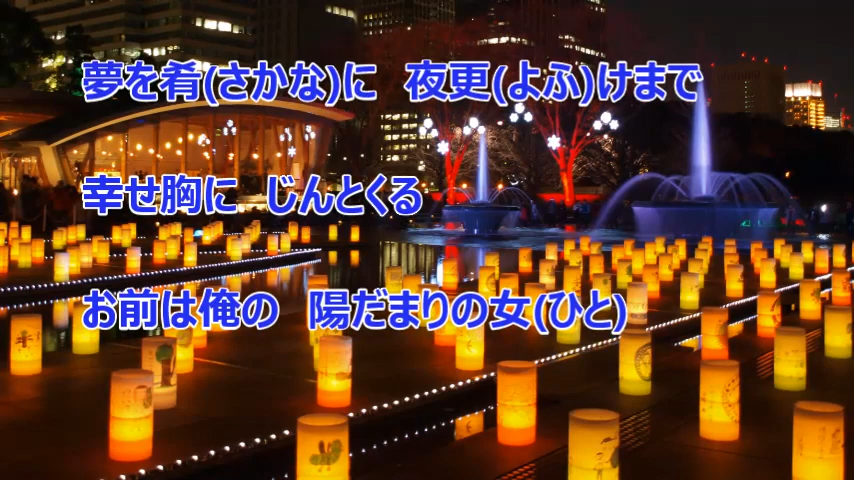 夢を肴(さかな)に　夜更(よふ)けまで
幸せ胸に　じんとくる
お前は俺の　陽だまりの女(ひと)